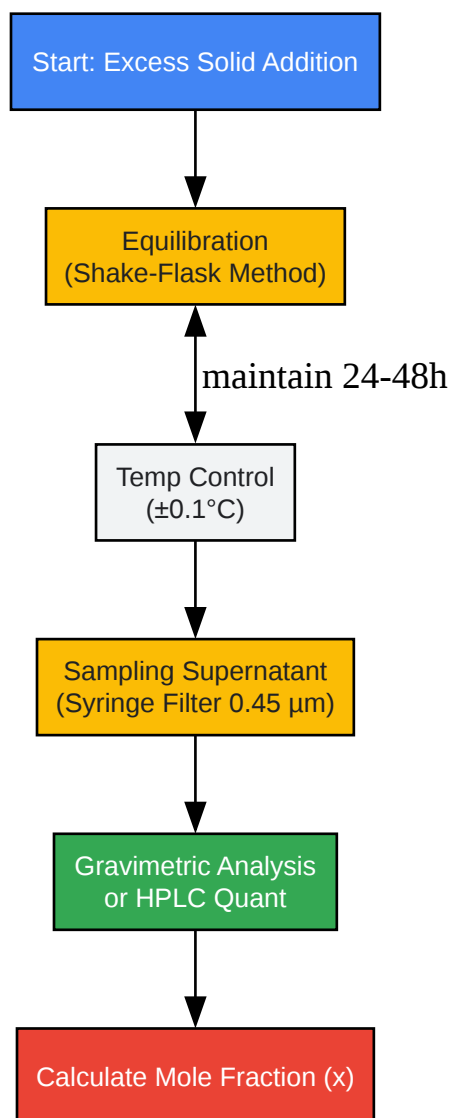 Start: Excess Solid Addition
Equilibration
(Shake-Flask Method)
maintain 24-48h
Temp Control
(±0.1°C)
Sampling Supernatant
(Syringe Filter 0.45 µm)
Gravimetric Analysis
or HPLC Quant
Calculate Mole Fraction (x)